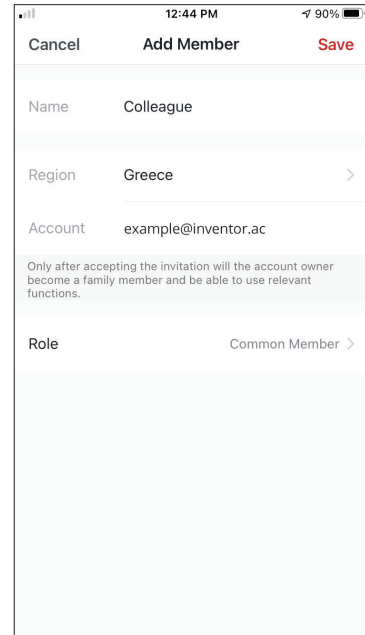 12:44 PM 90%
Cancel Add Member Save
Name Colleague
Region Greece
Account example@inventor.ac
Only after accepting the invitation will the account owner
become a family member and be able to use relevant
functions.
Role Common Member